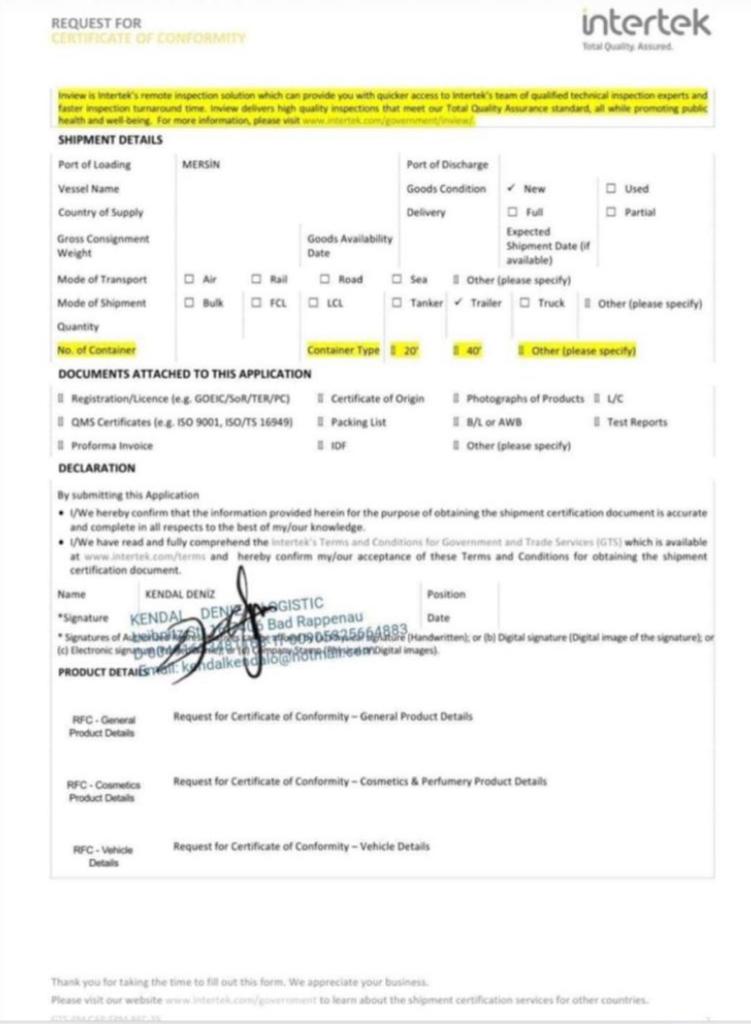 REQUEST FOR
CERTIFICATE OF CONFORMITY
intertek
Total Quality. Assured.
Inview is Intertek's remote inspection solution which can provide you with quicker access to Intertek's team of qualified technical inspection experts and
faster inspection turnaround time. Inview delivers high quality inspections that meet our Total Quality Assurance standard, all while promoting public
health and well-being. For more information, please visit www.intertek.com/government/inview/.
SHIPMENT DETAILS
Port of Loading MERSİN Port of Discharge
Vessel Name Goods Condition ✓ New ☐ Used
Country of Supply Delivery ☐ Full ☐ Partial
Gross Consignment Weight Goods Availability Date Expected Shipment Date (if available)
Mode of Transport ☐ Air ☐ Rail ☐ Road ☐ Sea Other (please specify)
Mode of Shipment ☐ Bulk ☐ FCL ☐ LCL ☐ Tanker ✓ Trailer ☐ Truck Other (please specify)
Quantity
No. of Container Container Type 20' 40' Other (please specify)
DOCUMENTS ATTACHED TO THIS APPLICATION
Registration/Licence (e.g. GOEIC/SoR/TER/PC) Certificate of Origin Photographs of Products L/C
QMS Certificates (e.g. ISO 9001, ISO/TS 16949) Packing List B/L or AWB Test Reports
Proforma Invoice IDF Other (please specify)
DECLARATION
By submitting this Application
• I/We hereby confirm that the information provided herein for the purpose of obtaining the shipment certification document is accurate
and complete in all respects to the best of my/our knowledge.
• I/We have read and fully comprehend the Intertek's Terms and Conditions for Government and Trade Services (GTS) which is available
at www.intertek.com/terms and hereby confirm my/our acceptance of these Terms and Conditions for obtaining the shipment
certification document.
Name KENDAL DENİZ Position
*Signature Date
KENDAL DENIZ LOGISTIC
Bad Rappenau
* Signatures of (Handwritten); or (b) Digital signature (Digital image of the signature); or
(c) Electronic Digital images).
Email: kendalkendalo@hotmail.com
PRODUCT DETAILS
RFC - General Product Details Request for Certificate of Conformity – General Product Details
RFC - Cosmetics Product Details Request for Certificate of Conformity – Cosmetics & Perfumery Product Details
RFC - Vehicle Details Request for Certificate of Conformity – Vehicle Details
Thank you for taking the time to fill out this form. We appreciate your business.
Please visit our website www.intertek.com/government to learn about the shipment certification services for other countries.